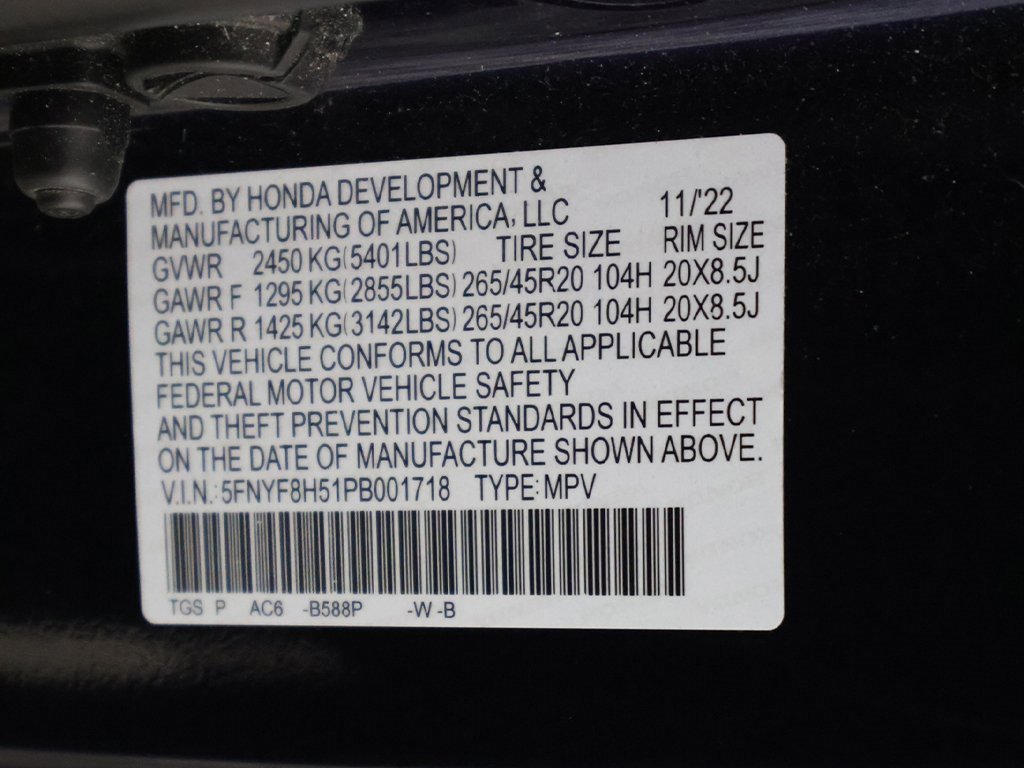 MFD. BY HONDA DEVELOPMENT &
MANUFACTURING OF AMERICA, LLC 11/'22
GVWR 2450 KG(5401LBS) TIRE SIZE RIM SIZE
GAWR F 1295 KG(2855LBS) 265/45R20 104H 20X8.5J
GAWR R 1425 KG(3142LBS) 265/45R20 104H 20X8.5J
THIS VEHICLE CONFORMS TO ALL APPLICABLE
FEDERAL MOTOR VEHICLE SAFETY
AND THEFT PREVENTION STANDARDS IN EFFECT
ON THE DATE OF MANUFACTURE SHOWN ABOVE.
V.I.N.: 5FNYF8H51PB001718 TYPE: MPV
TGS P AC6 -B588P -W -B